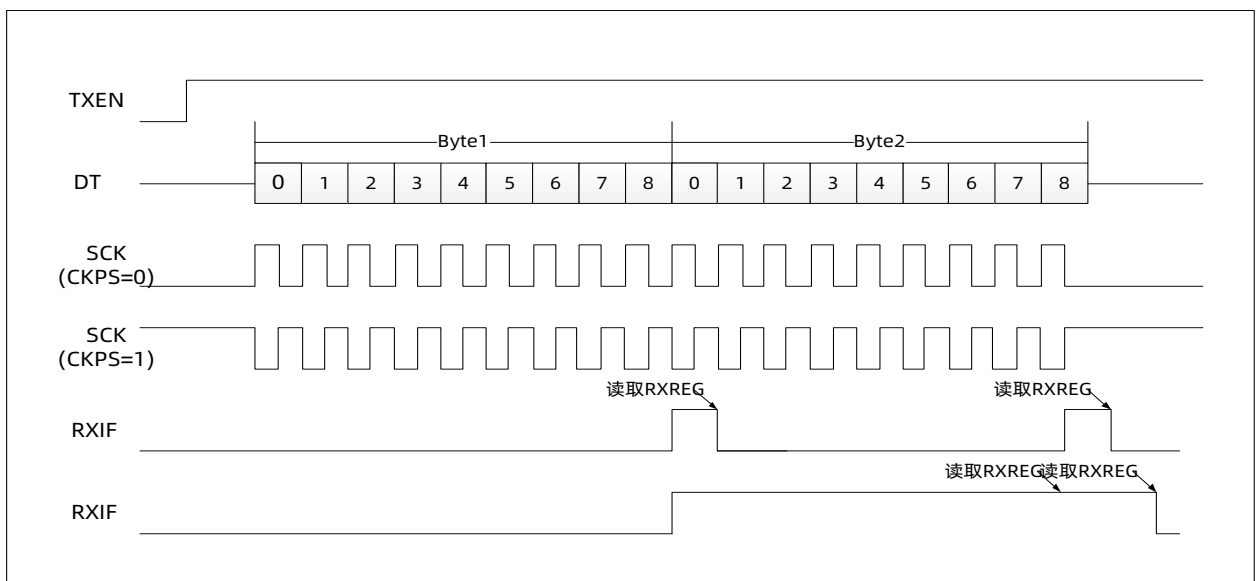 TXEN
Byte1 Byte2
DT 0 1 2 3 4 5 6 7 8 0 1 2 3 4 5 6 7 8
SCK
(CKPS=0)
SCK
(CKPS=1)
读取RXREG 读取RXREG
RXIF
读取RXREG读取RXREG
RXIF